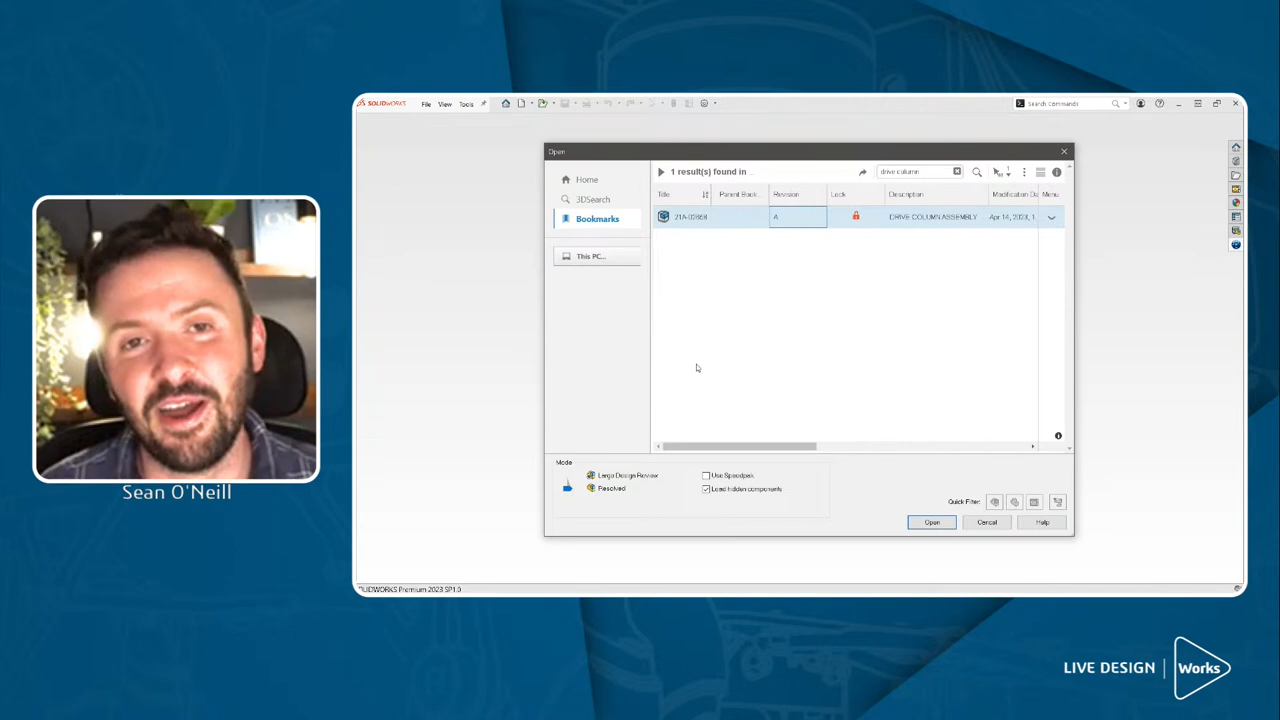 SOLIDWORKS File View Tools Search Commands
Open
Home
3DSearch
Bookmarks
This PC...
1 result(s) found in ... drive column
Title Parent Book... Revision Lock Description Modification Da Menu
A DRIVE COLUMN ASSEMBLY Apr 14, 2023, 1
Mode
Large Design Review Use Speedpak
Resolved Load hidden components
Quick Filter:
Open Cancel Help
SOLIDWORKS Premium 2023 SP1.0
Sean O'Neill
LIVE DESIGN | Works